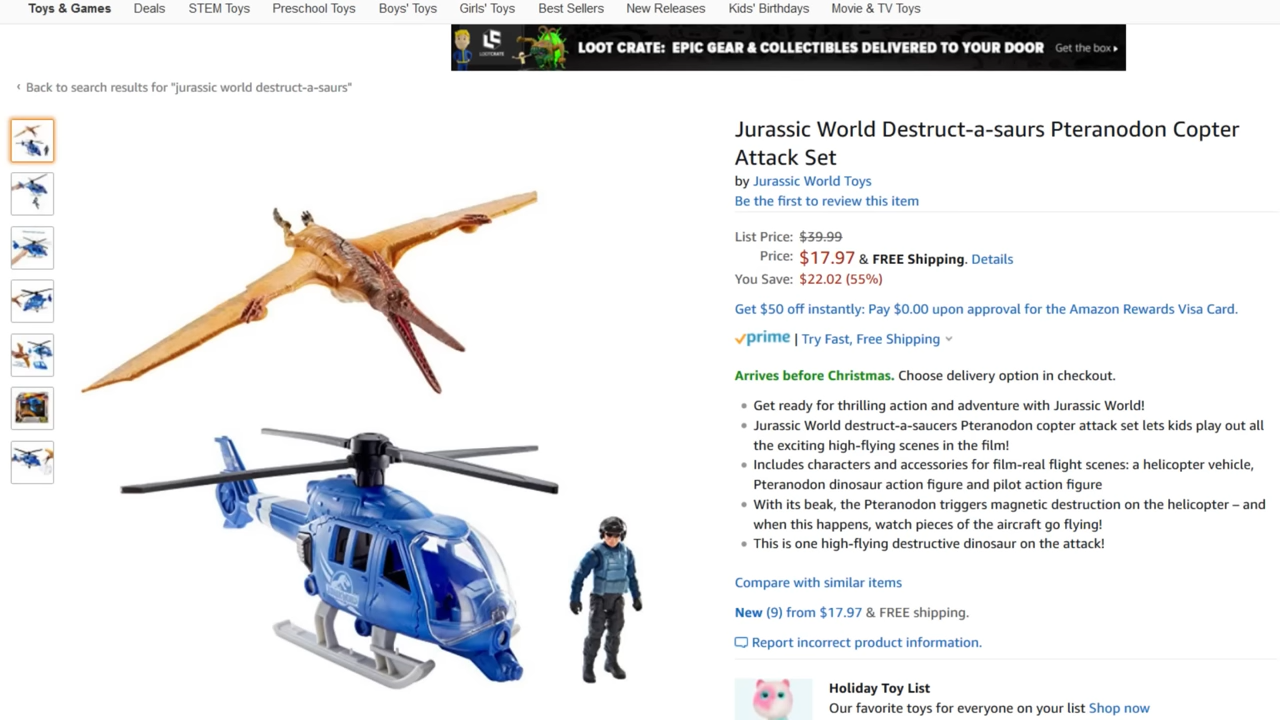 Toys & Games Deals STEM Toys Preschool Toys Boys' Toys Girls' Toys Best Sellers New Releases Kids' Birthdays Movie & TV Toys
LOOT CRATE: EPIC GEAR & COLLECTIBLES DELIVERED TO YOUR DOOR Get the box
‹ Back to search results for "jurassic world destruct-a-saurs"
Jurassic World Destruct-a-saurs Pteranodon Copter
Attack Set
by Jurassic World Toys
Be the first to review this item
List Price: $39.99
Price: $17.97 & FREE Shipping. Details
You Save: $22.02 (55%)
Get $50 off instantly: Pay $0.00 upon approval for the Amazon Rewards Visa Card.
prime | Try Fast, Free Shipping
Arrives before Christmas. Choose delivery option in checkout.
Get ready for thrilling action and adventure with Jurassic World!
Jurassic World destruct-a-saucers Pteranodon copter attack set lets kids play out all
the exciting high-flying scenes in the film!
Includes characters and accessories for film-real flight scenes: a helicopter vehicle,
Pteranodon dinosaur action figure and pilot action figure
With its beak, the Pteranodon triggers magnetic destruction on the helicopter – and
when this happens, watch pieces of the aircraft go flying!
This is one high-flying destructive dinosaur on the attack!
Compare with similar items
New (9) from $17.97 & FREE shipping.
Report incorrect product information.
Holiday Toy List
Our favorite toys for everyone on your list Shop now